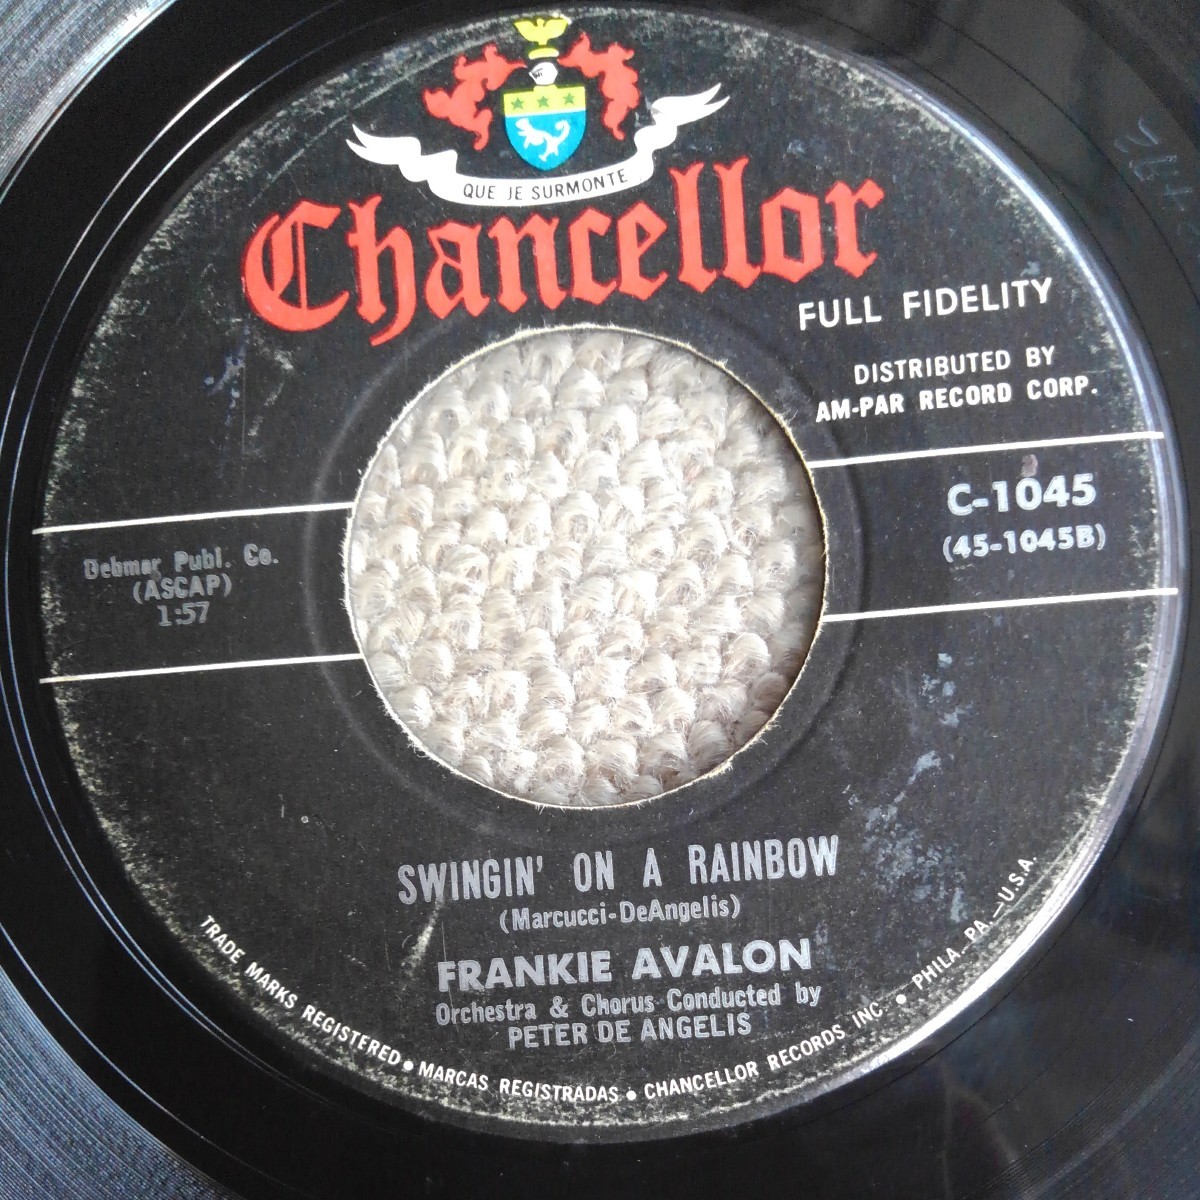 QUE JE SURMONTE
Chancellor
FULL FIDELITY
DISTRIBUTED BY
AM-PAR RECORD CORP.
C-1045
(45-1045B)
Debmar Publ. Co.
(ASCAP)
1:57
SWINGIN' ON A RAINBOW
(Marcucci-DeAngelis)
FRANKIE AVALON
Orchestra & Chorus Conducted by
PETER DE ANGELIS
TRADE MARKS REGISTERED • MARCAS REGISTRADAS • CHANCELLOR RECORDS INC. • PHILA. PA.—U.S.A.